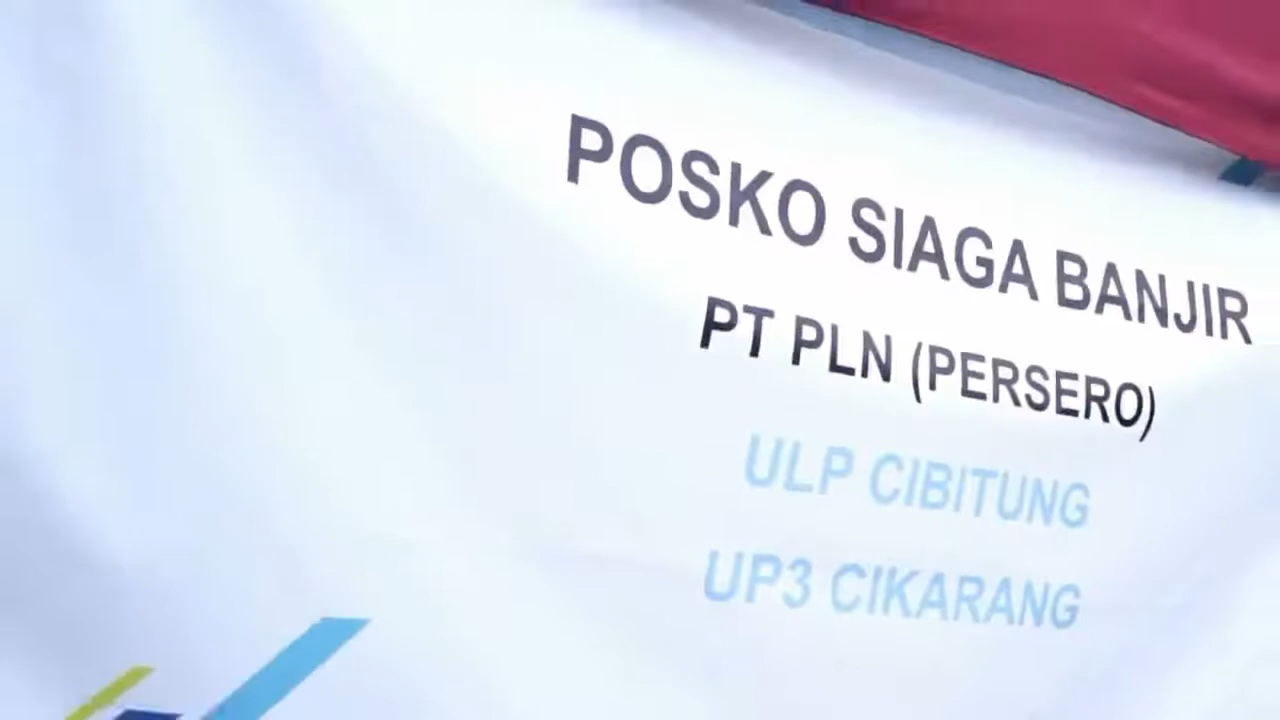 POSKO SIAGA BANJIR
PT PLN (PERSERO)
ULP CIBITUNG
UP3 CIKARANG